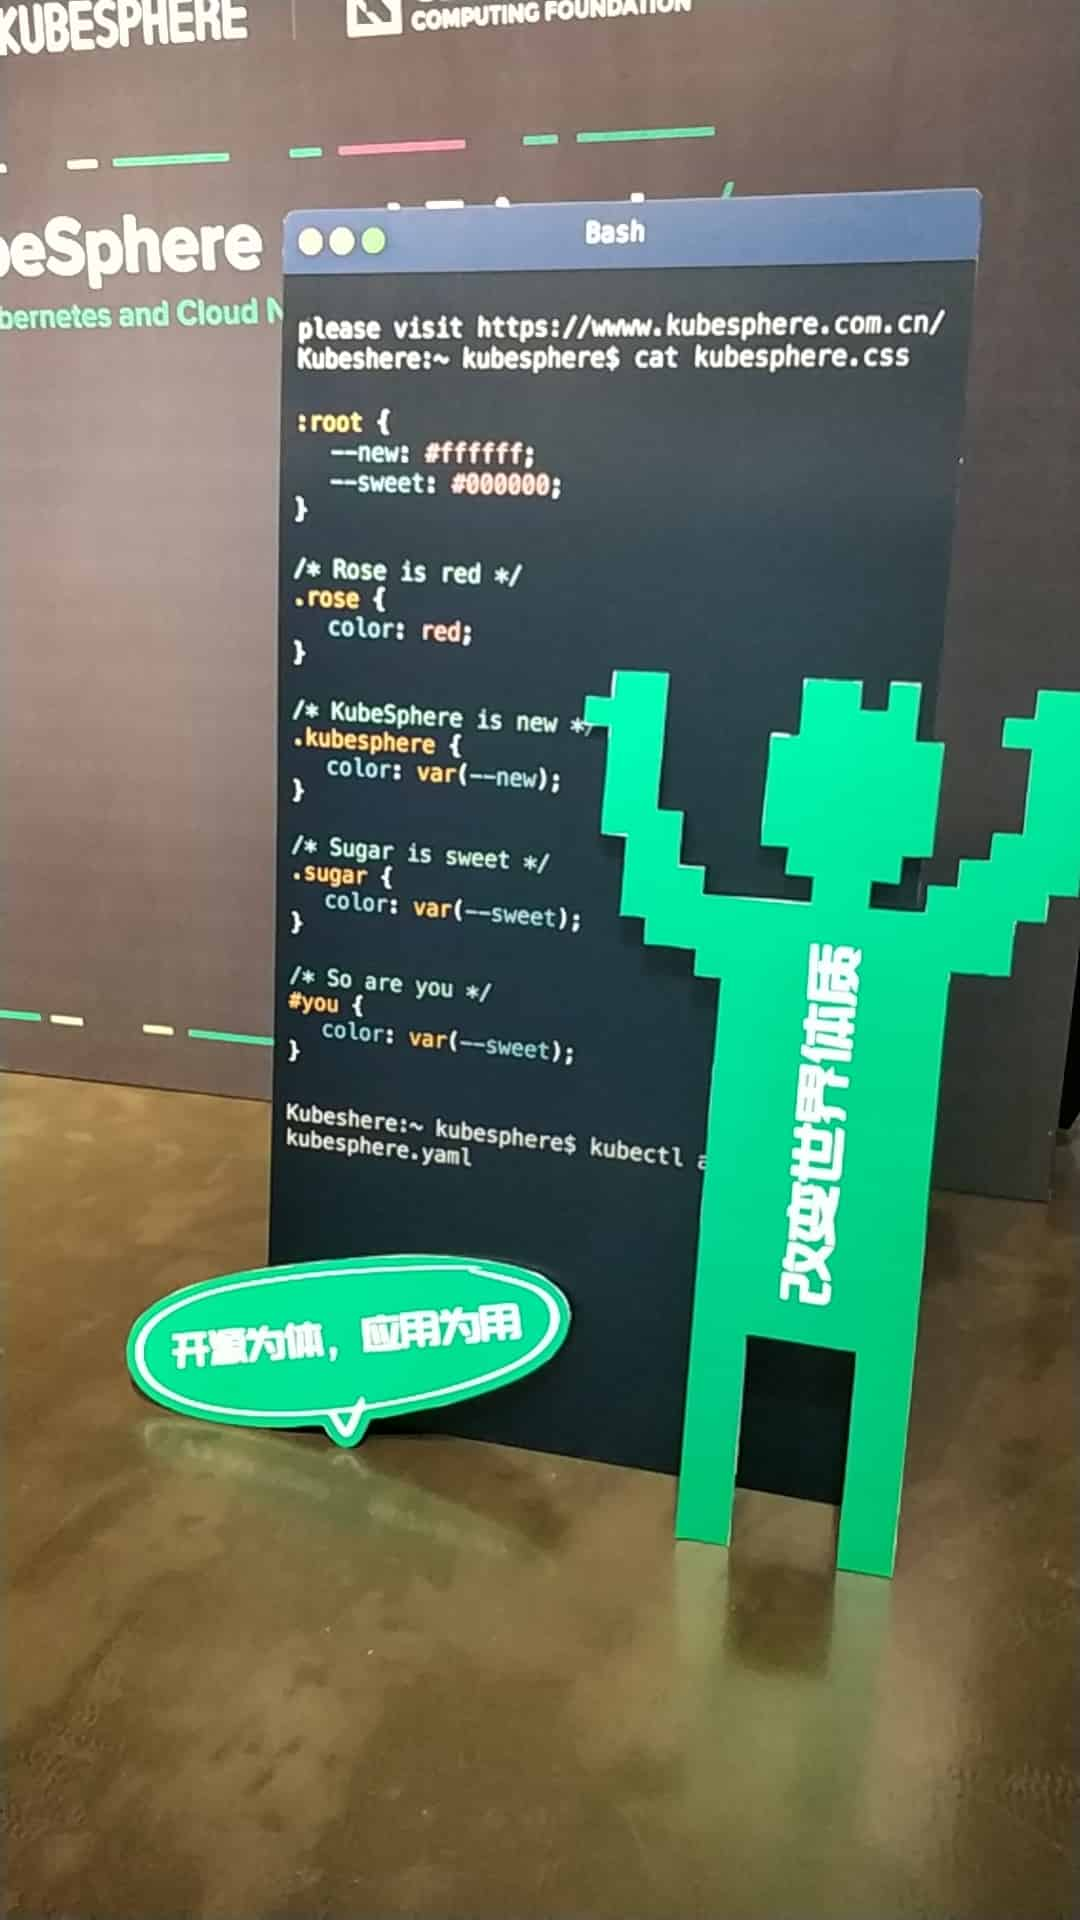 KUBESPHERE
COMPUTING FOUNDATION
beSphere
bernetes and Cloud N
Bash
please visit https://wwww.kubesphere.com.cn/
Kubeshere:~ kubesphere$ cat kubesphere.css
:root {
--new: #ffffff;
--sweet: #000000;
}
/* Rose is red */
.rose {
color: red;
}
/* KubeSphere is new */
.kubesphere {
color: var(--new);
}
/* Sugar is sweet */
.sugar {
color: var(--sweet);
}
/* So are you */
#you {
color: var(--sweet);
}
Kubeshere:~ kubesphere$ kubectl a
kubesphere.yaml
改变世界体质
开源为体，应用为用